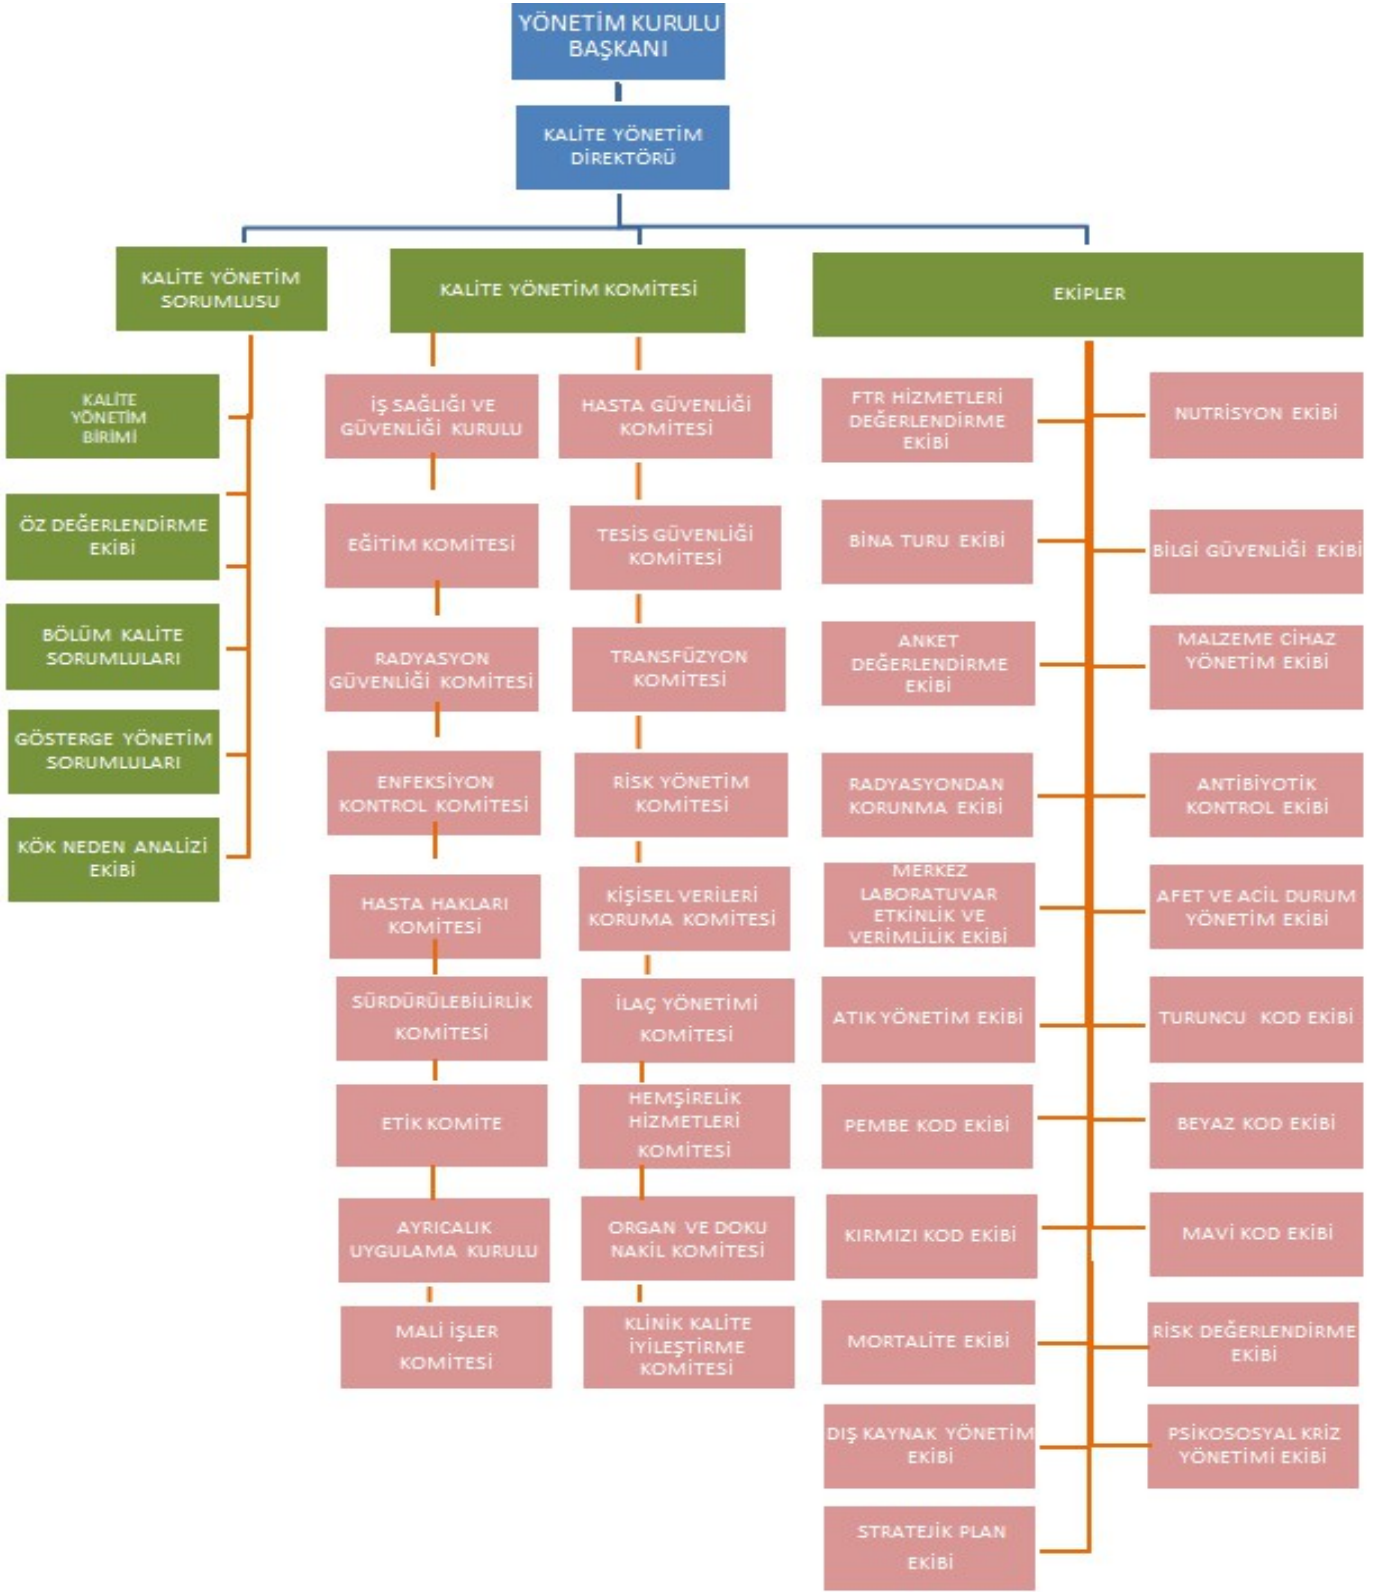 YÖNETİM KURULU
BAŞKANI
KALİTE YÖNETİM
DİREKTÖRÜ
KALİTE YÖNETİM
SORUMLUSU
KALİTE YÖNETİM KOMİTESİ
EKİPLER
KALİTE
YÖNETİM
BİRİMİ
ÖZ DEĞERLENDİRME
EKİBİ
BÖLÜM KALİTE
SORUMLULARI
GÖSTERGE YÖNETİM
SORUMLULARI
KÖK NEDEN ANALİZİ
EKİBİ
İŞ SAĞLIĞI VE
GÜVENLİĞİ KURULU
EĞİTİM KOMİTESİ
RADYASYON
GÜVENLİĞİ KOMİTESİ
ENFEKSİYON
KONTROL KOMİTESİ
HASTA HAKLARI
KOMİTESİ
SÜRDÜRÜLEBİLİRLİK
KOMİTESİ
ETİK KOMİTE
AYRICALIK
UYGULAMA KURULU
MALİ İŞLER
KOMİTESİ
HASTA GÜVENLİĞİ
KOMİTESİ
TESİS GÜVENLİĞİ
KOMİTESİ
TRANSFÜZYON
KOMİTESİ
RİSK YÖNETİM
KOMİTESİ
KİŞİSEL VERİLERİ
KORUMA KOMİTESİ
İLAÇ YÖNETİMİ
KOMİTESİ
HEMŞİRELİK
HİZMETLERİ
KOMİTESİ
ORGAN VE DOKU
NAKİL KOMİTESİ
KLİNİK KALİTE
İYİLEŞTİRME
KOMİTESİ
FTR HİZMETLERİ
DEĞERLENDİRME
EKİBİ
BİNA TURU EKİBİ
ANKET
DEĞERLENDİRME
EKİBİ
RADYASYONDAN
KORUNMA EKİBİ
MERKEZ
LABORATUVAR
ETKİNLİK VE
VERİMLİLİK EKİBİ
ATIK YÖNETİM EKİBİ
PEMBE KOD EKİBİ
KIRMIZI KOD EKİBİ
MORTALİTE EKİBİ
DIŞ KAYNAK YÖNETİM
EKİBİ
STRATEJİK PLAN
EKİBİ
NUTRİSYON EKİBİ
BİLGİ GÜVENLİĞİ EKİBİ
MALZEME CİHAZ
YÖNETİM EKİBİ
ANTİBİYOTİK
KONTROL EKİBİ
AFET VE ACİL DURUM
YÖNETİM EKİBİ
TURUNCU KOD EKİBİ
BEYAZ KOD EKİBİ
MAVİ KOD EKİBİ
RİSK DEĞERLENDİRME
EKİBİ
PSİKOSOSYAL KRİZ
YÖNETİMİ EKİBİ